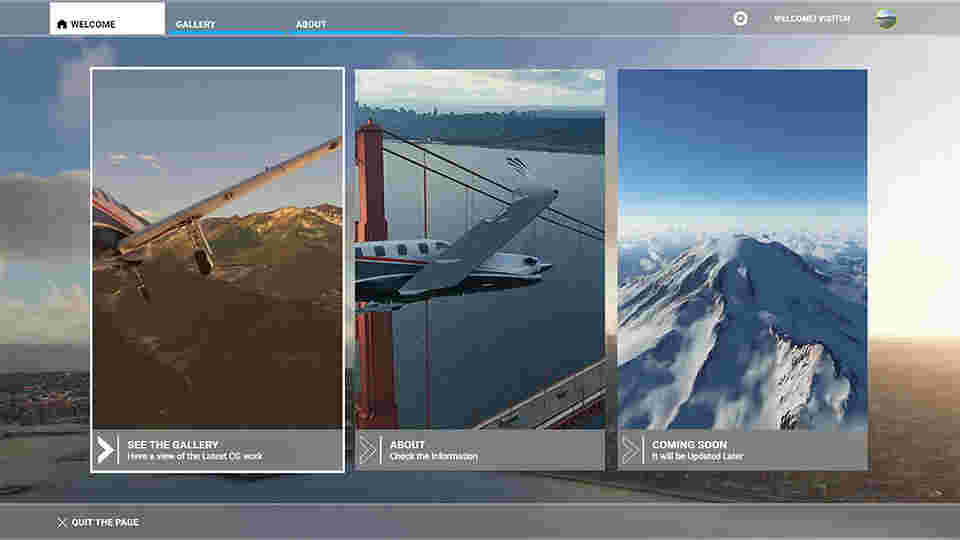 WELCOME
GALLERY
ABOUT
WELCOME! VISITOR
SEE THE GALLERY
Have a view of the Latest CG work
ABOUT
Check the Information
COMING SOON
It will be Updated Later
QUIT THE PAGE